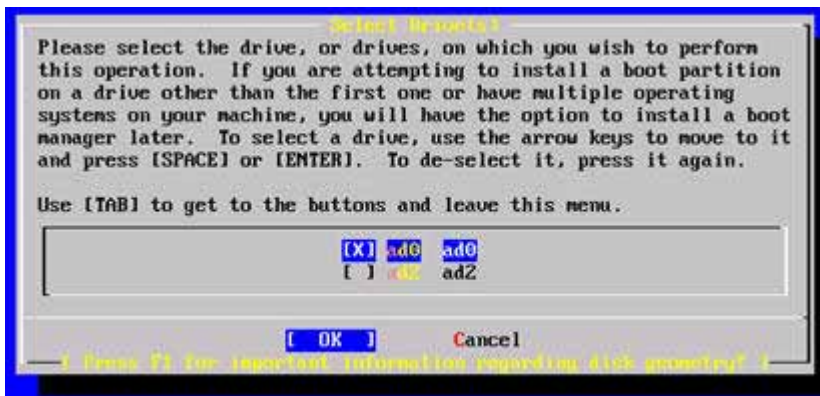 Select Drive(s)
Please select the drive, or drives, on which you wish to perform
this operation.  If you are attempting to install a boot partition
on a drive other than the first one or have multiple operating
systems on your machine, you will have the option to install a boot
manager later.  To select a drive, use the arrow keys to move to it
and press [SPACE] or [ENTER].  To de-select it, press it again.
Use [TAB] to get to the buttons and leave this menu.
[X] ad0 ad0
[ ] ad2 ad2
[ OK ] Cancel
[ Press F1 for important information regarding disk geometry! ]